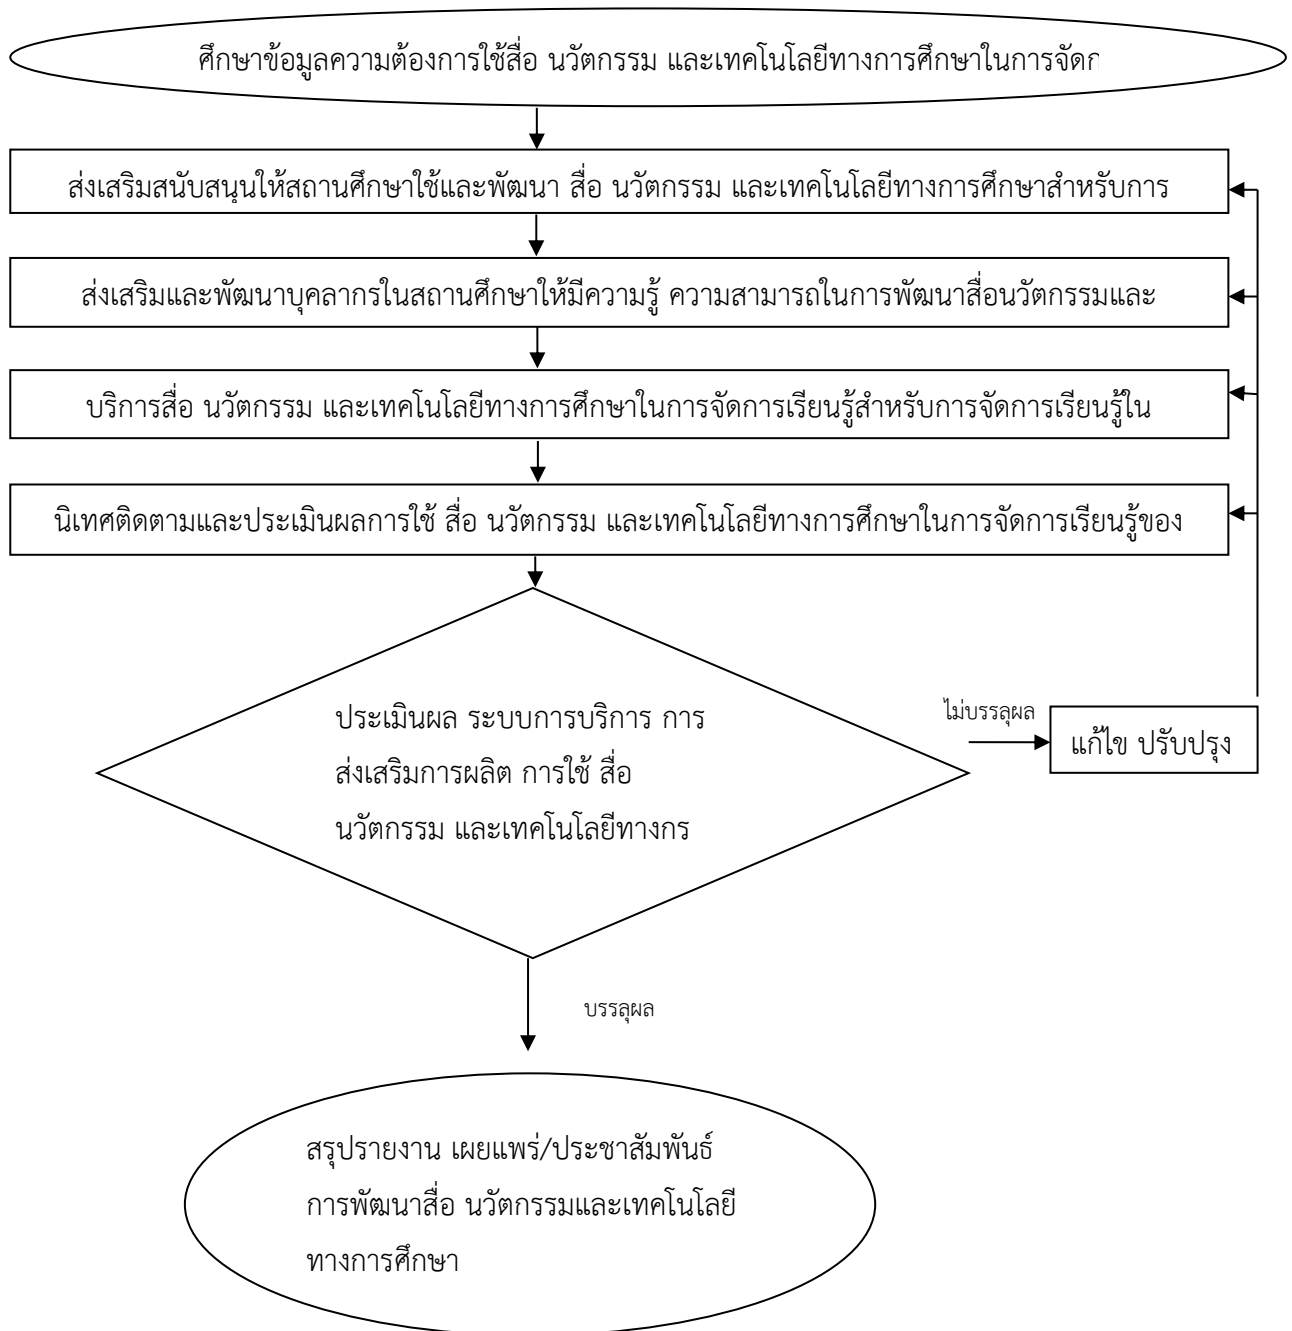 ศึกษาข้อมูลความต้องการใช้สื่อ นวัตกรรม และเทคโนโลยีทางการศึกษาในการจัดก
ส่งเสริมสนับสนุนให้สถานศึกษาใช้และพัฒนา สื่อ นวัตกรรม และเทคโนโลยีทางการศึกษาสำหรับการ
ส่งเสริมและพัฒนาบุคลากรในสถานศึกษาให้มีความรู้ ความสามารถในการพัฒนาสื่อนวัตกรรมและ
บริการสื่อ นวัตกรรม และเทคโนโลยีทางการศึกษาในการจัดการเรียนรู้สำหรับการจัดการเรียนรู้ใน
นิเทศติดตามและประเมินผลการใช้ สื่อ นวัตกรรม และเทคโนโลยีทางการศึกษาในการจัดการเรียนรู้ของ
ประเมินผล ระบบการบริการ การ
ส่งเสริมการผลิต การใช้ สื่อ
นวัตกรรม และเทคโนโลยีทางกร
ไม่บรรลุผล
แก้ไข ปรับปรุง
บรรลุผล
สรุปรายงาน เผยแพร่/ประชาสัมพันธ์
การพัฒนาสื่อ นวัตกรรมและเทคโนโลยี
ทางการศึกษา